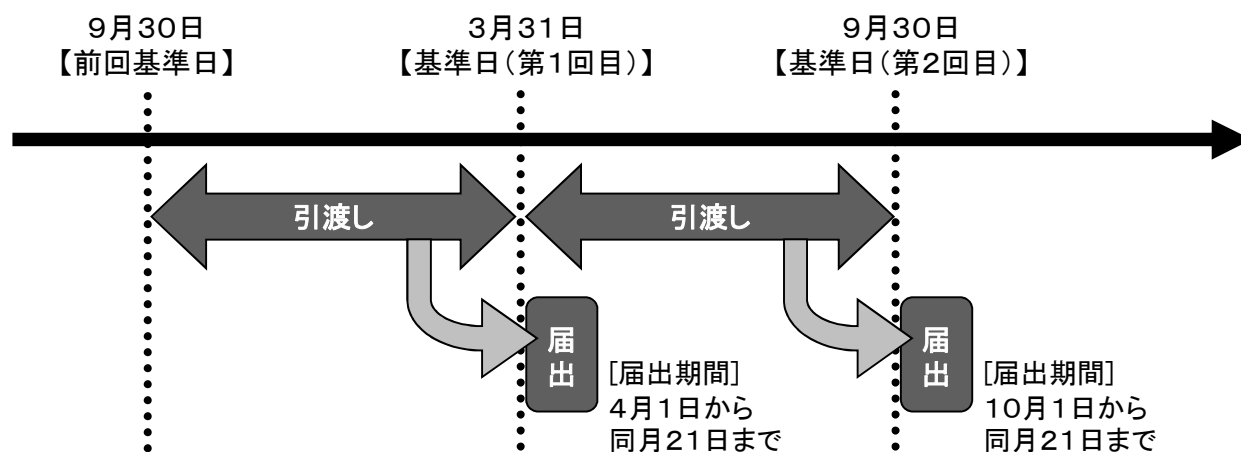 9月30日
【前回基準日】
3月31日
【基準日(第1回目)】
9月30日
【基準日(第2回目)】
引渡し
引渡し
届出
[届出期間]
4月1日から
同月21日まで
届出
[届出期間]
10月1日から
同月21日まで